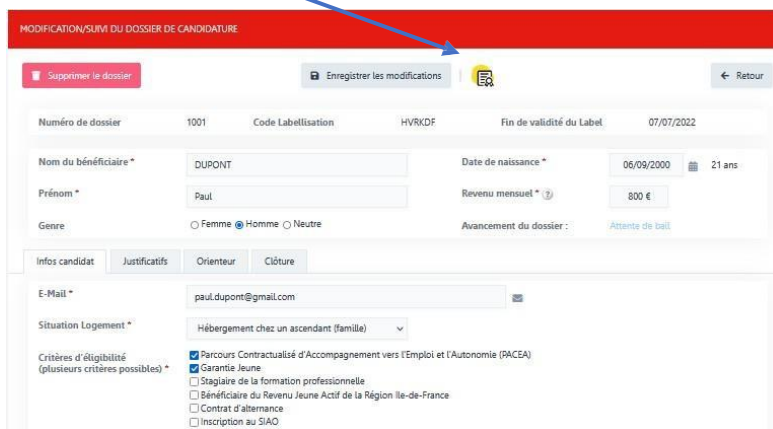 MODIFICATION/SUIVI DU DOSSIER DE CANDIDATURE
Supprimer le dossier Enregistrer les modifications Retour
Numéro de dossier 1001 Code Labellisation HVRKDF Fin de validité du Label 07/07/2022
Nom du bénéficiaire * DUPONT Date de naissance * 06/09/2000 21 ans
Prénom * Paul Revenu mensuel * ? 800 €
Genre Femme Homme Neutre Avancement du dossier : Attente de bail
Infos candidat Justificatifs Orienteur Clôture
E-Mail * paul.dupont@gmail.com
Situation Logement * Hébergement chez un ascendant (famille)
Critères d'éligibilité
(plusieurs critères possibles) *
Parcours Contractualisé d'Accompagnement vers l'Emploi et l'Autonomie (PACEA)
Garantie Jeune
Stagiaire de la formation professionnelle
Bénéficiaire du Revenu Jeune Actif de la Région Ile-de-France
Contrat d'alternance
Inscription au SIAO